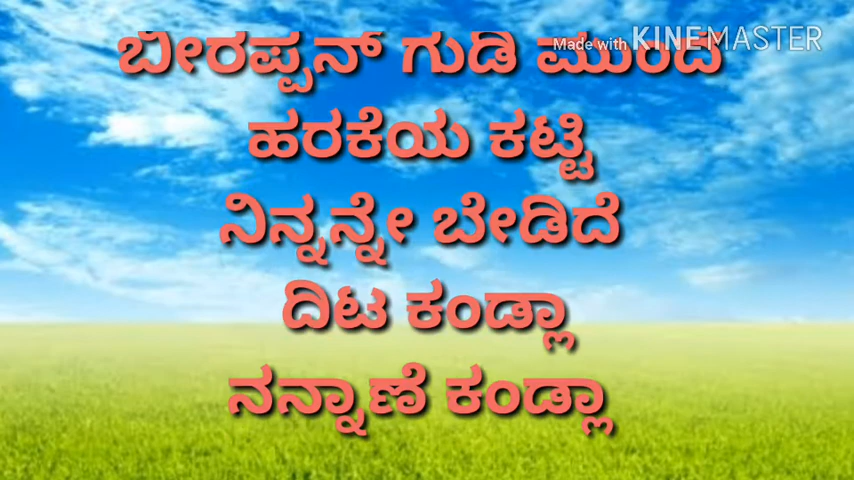 ಬೀರಪ್ಪನ್ ಗುಡಿ ಮುಂದೆ
Made with KINEMASTER
ಹರಕೆಯ ಕಟ್ಟಿ
ನಿನ್ನನ್ನೇ ಬೇಡಿದೆ
ದಿಟ ಕಂಡ್ಲಾ
ನನ್ನಾಣೆ ಕಂಡ್ಲಾ